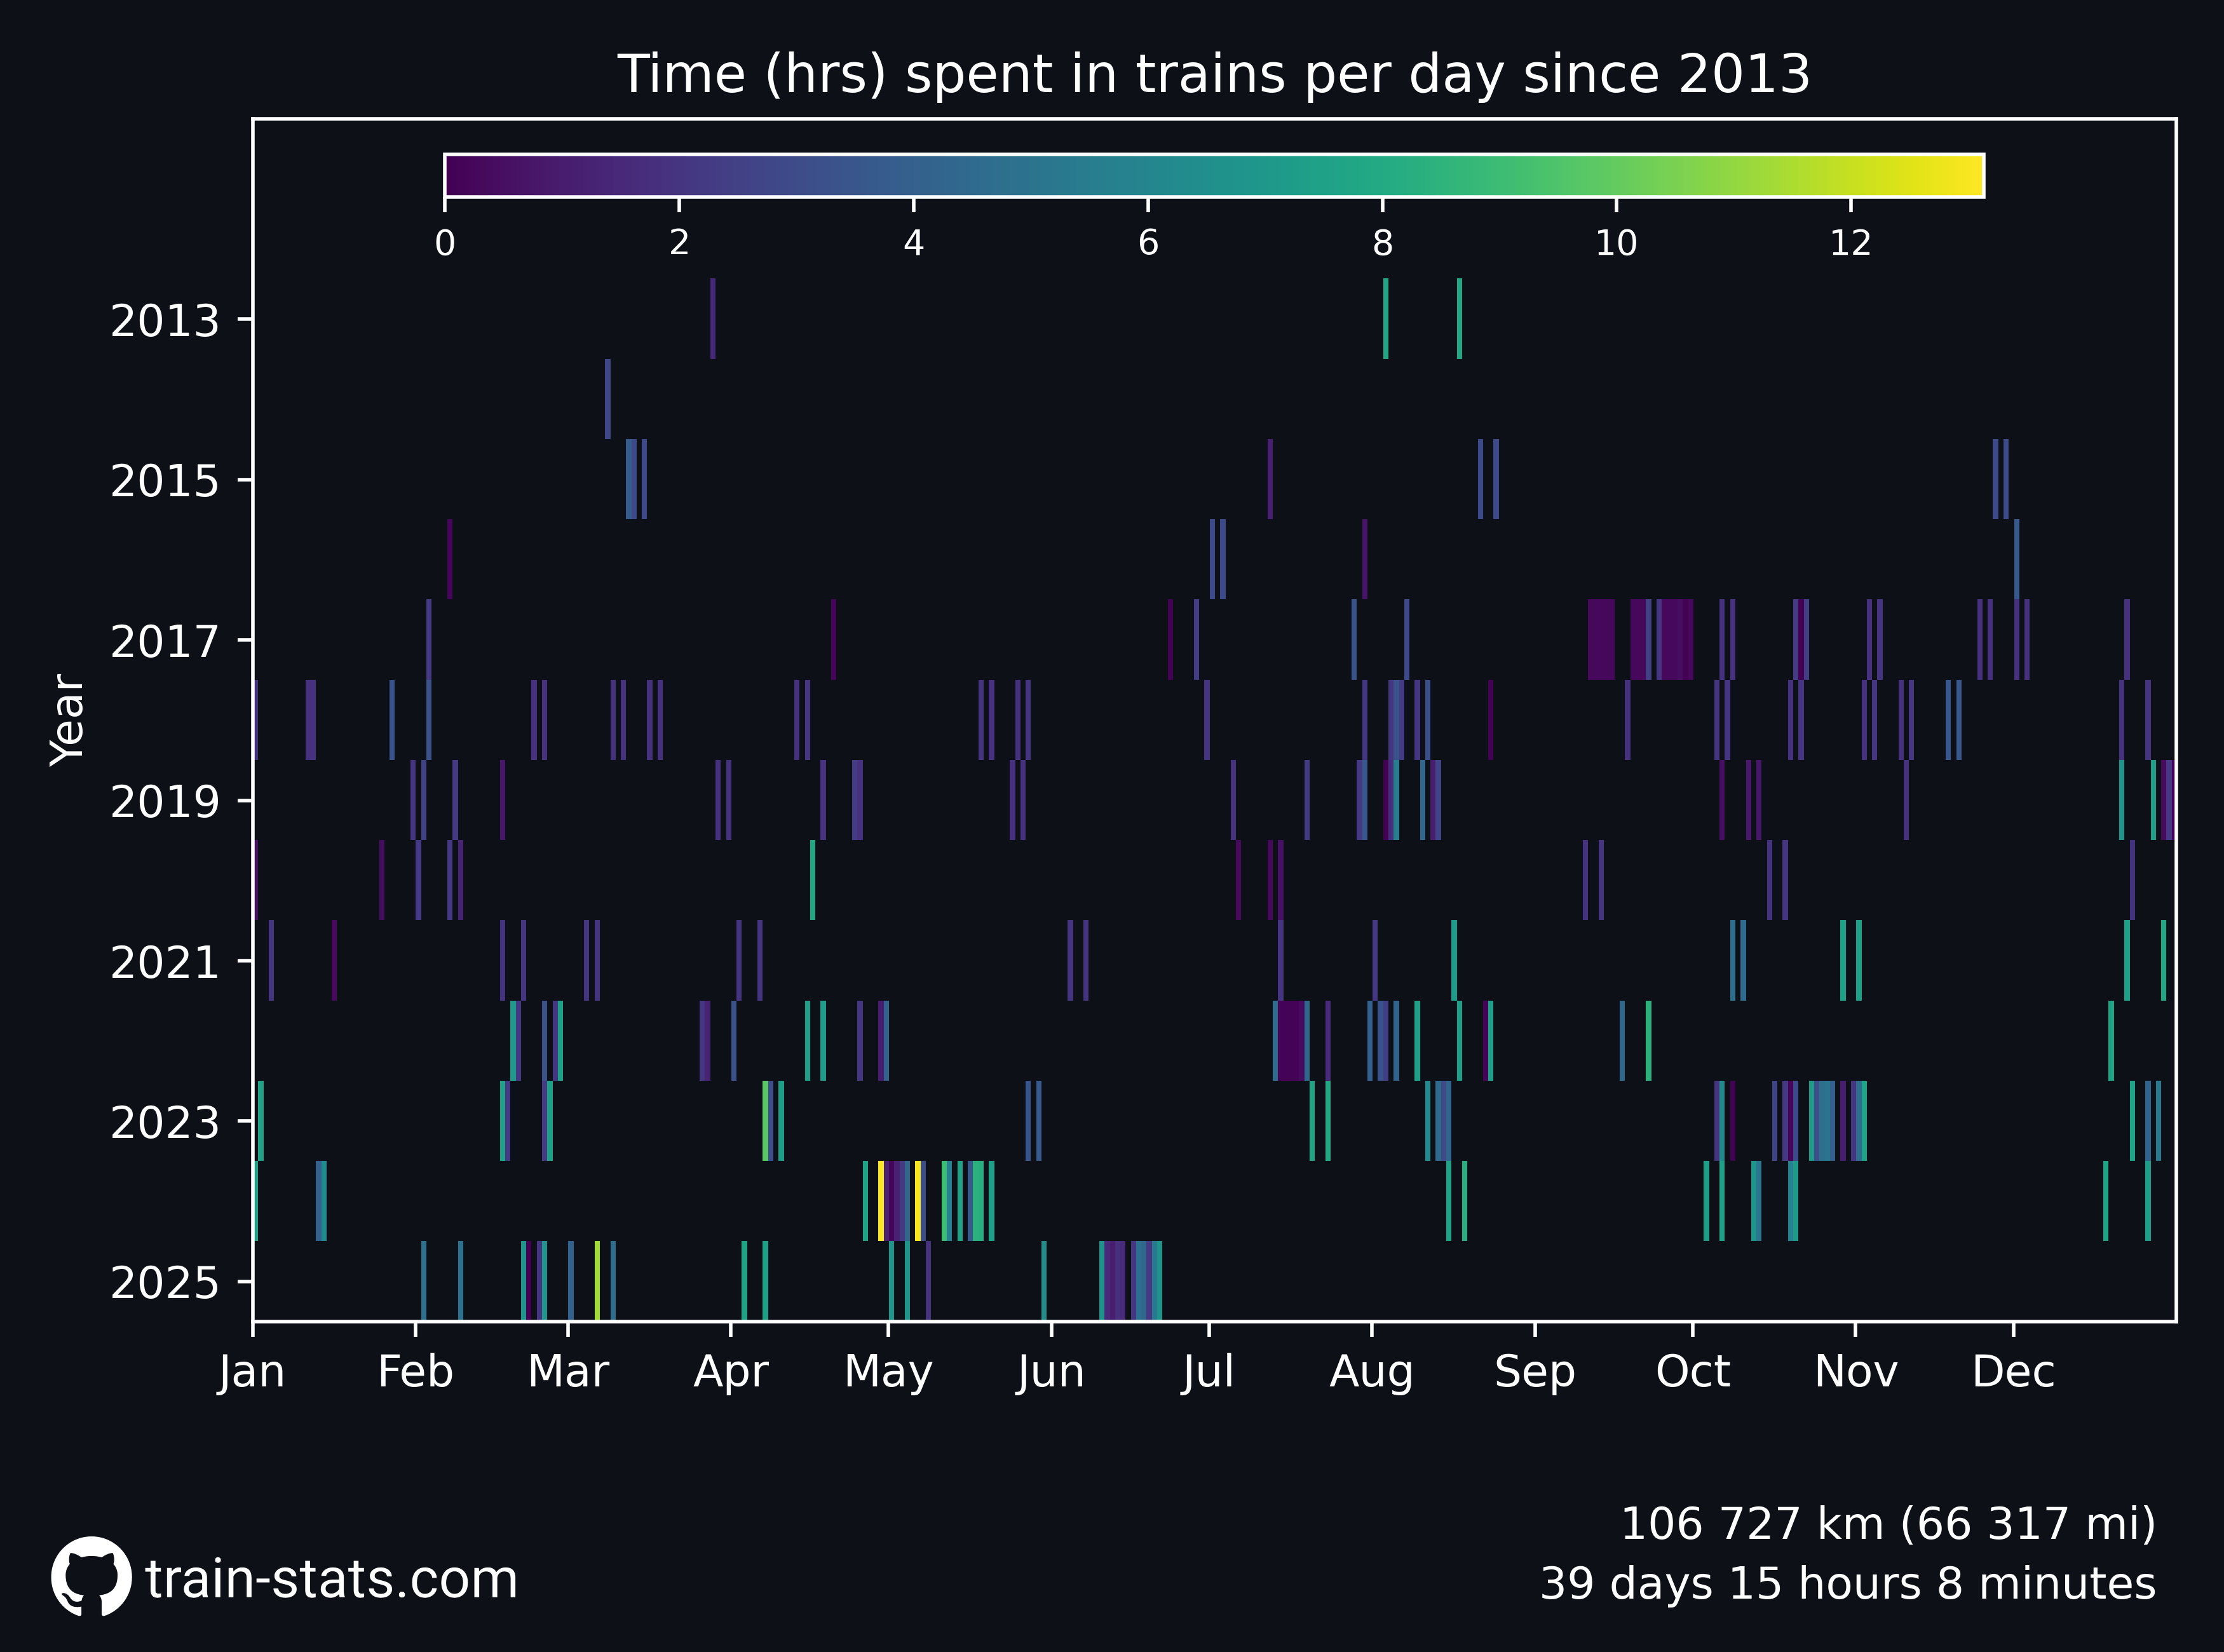 Time (hrs) spent in trains per day since 2013
0 2 4 6 8 10 12
Year
2013
2015
2017
2019
2021
2023
2025
Jan Feb Mar Apr May Jun Jul Aug Sep Oct Nov Dec
106 727 km (66 317 mi)
39 days 15 hours 8 minutes
train-stats.com